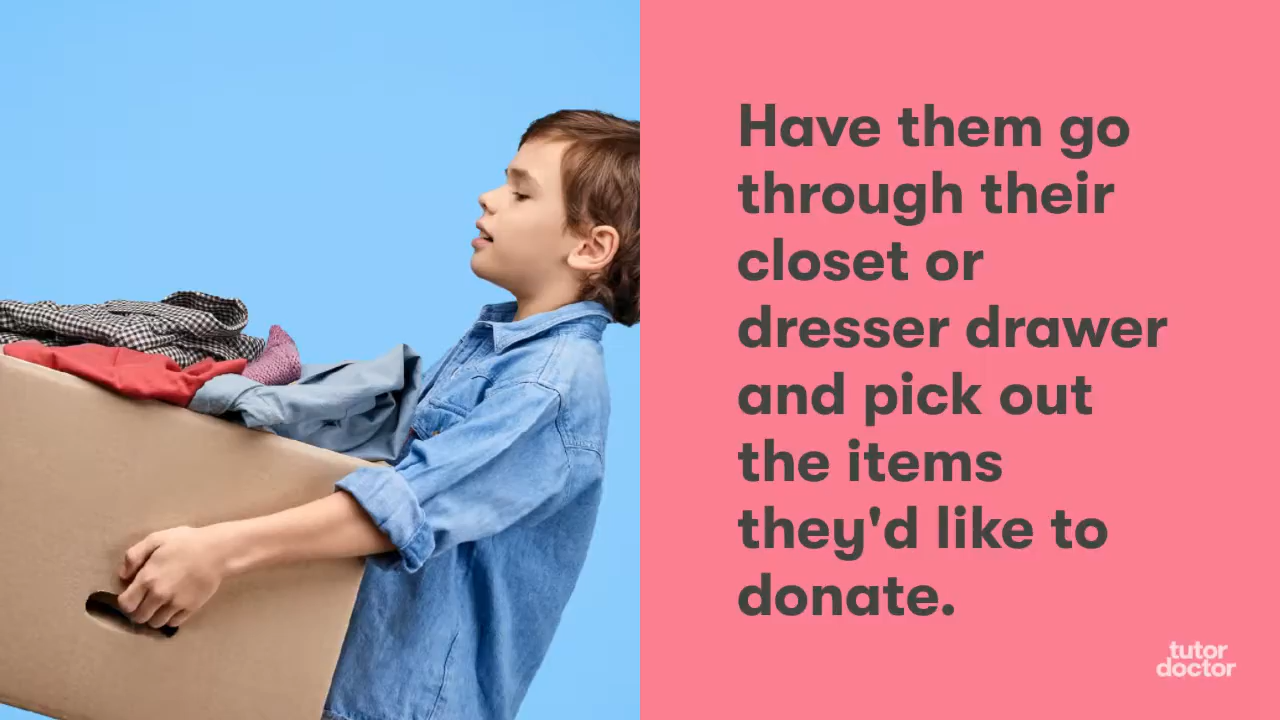 Have them go
through their
closet or
dresser drawer
and pick out
the items
they'd like to
donate.
tutor
doctor